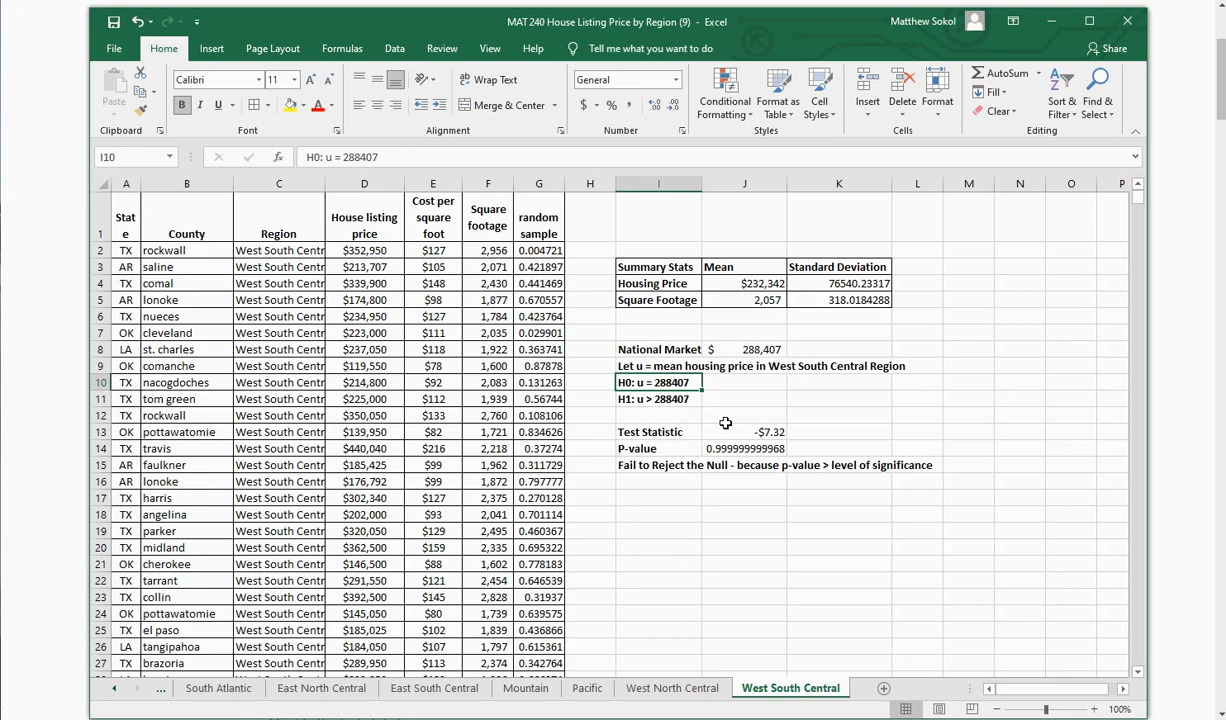 MAT 240 House Listing Price by Region (9) - Excel
Matthew Sokol
File Home Insert Page Layout Formulas Data Review View Help Tell me what you want to do Share
Paste
Calibri 11 A A Wrap Text General
B I U A Merge & Center $ % ,
Conditional Formatting
Format as Table
Cell Styles
Insert Delete Format
AutoSum
Fill
Clear
Sort & Filter
Find & Select
Clipboard Font Alignment Number Styles Cells Editing
I10 fx H0: u = 288407
A B C D E F G H I J K L M N O P
1 State County Region House listing price Cost per square foot Square footage random sample
2 TX rockwall West South Centr $352,950 $127 2,956 0.004721
3 AR saline West South Centr $213,707 $105 2,071 0.421897 Summary Stats Mean Standard Deviation
4 TX comal West South Centr $339,900 $148 2,430 0.441469 Housing Price $232,342 76540.23317
5 AR lonoke West South Centr $174,800 $98 1,877 0.670557 Square Footage 2,057 318.0184288
6 TX nueces West South Centr $234,950 $127 1,784 0.423764
7 OK cleveland West South Centr $223,000 $111 2,035 0.029901
8 LA st. charles West South Centr $237,050 $118 1,922 0.363741 National Market $ 288,407
9 OK comanche West South Centr $119,550 $78 1,600 0.87878 Let u = mean housing price in West South Central Region
10 TX nacogdoches West South Centr $214,800 $92 2,083 0.131263 H0: u = 288407
11 TX tom green West South Centr $225,000 $112 1,939 0.56744 H1: u > 288407
12 TX rockwall West South Centr $350,450 $133 2,760 0.108106
13 OK pottawatomie West South Centr $139,950 $82 1,721 0.834626 Test Statistic -$7.32
14 TX travis West South Centr $440,040 $216 2,218 0.37274 P-value 0.999999999968
15 AR faulkner West South Centr $185,425 $99 1,962 0.311729 Fail to Reject the Null - because p-value > level of significance
16 AR lonoke West South Centr $176,792 $99 1,872 0.797777
17 TX harris West South Centr $302,340 $127 2,375 0.270128
18 TX angelina West South Centr $202,000 $93 2,041 0.701114
19 TX parker West South Centr $320,050 $129 2,495 0.460367
20 TX midland West South Centr $362,500 $159 2,335 0.695322
21 OK cherokee West South Centr $146,500 $88 1,602 0.778183
22 TX tarrant West South Centr $291,550 $121 2,454 0.646539
23 TX collin West South Centr $392,500 $145 2,828 0.31937
24 OK pottawatomie West South Centr $145,050 $80 1,739 0.639575
25 TX el paso West South Centr $185,025 $102 1,839 0.436866
26 LA tangipahoa West South Centr $184,050 $107 1,797 0.615361
27 TX brazoria West South Centr $289,950 $113 2,374 0.342764
... South Atlantic East North Central East South Central Mountain Pacific West North Central West South Central
100%